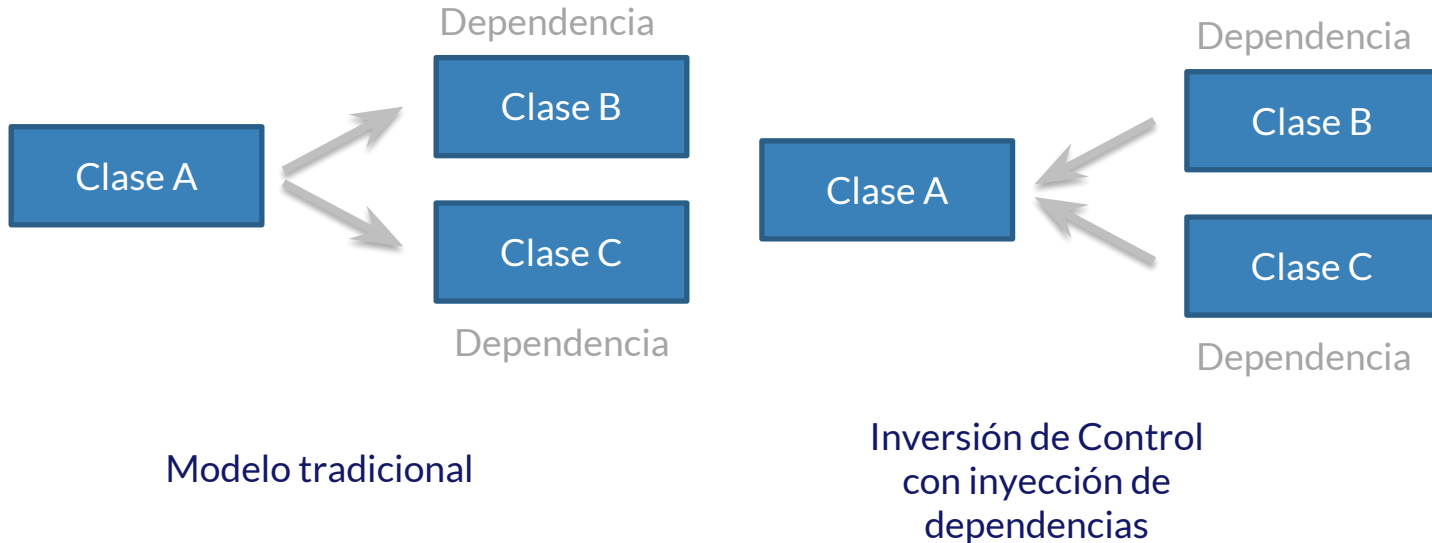 Dependencia
Clase B
Clase A
Clase C
Dependencia
Modelo tradicional
Dependencia
Clase B
Clase A
Clase C
Dependencia
Inversión de Control
con inyección de
dependencias